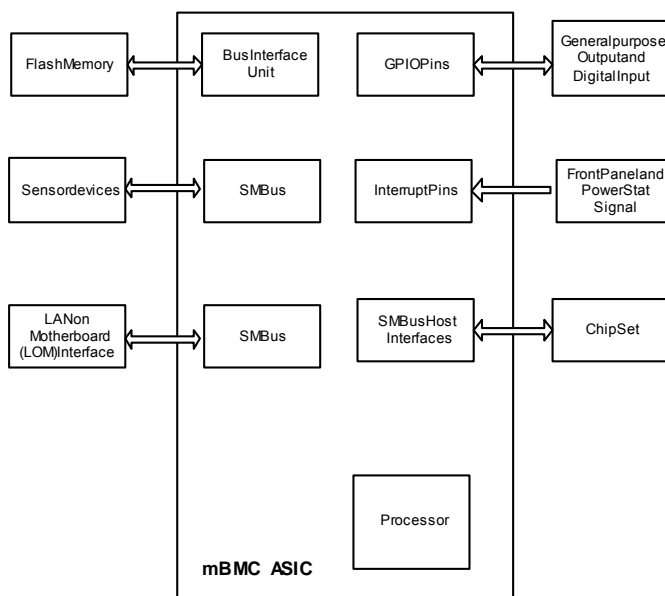 FlashMemory
BusInterface
Unit
GPIOPins
Generalpurpose
Outputand
DigitalInput
Sensordevices
SMBus
InterruptPins
FrontPaneland
PowerStat
Signal
LANon
Motherboard
(LOM)Interface
SMBus
SMBusHost
Interfaces
ChipSet
Processor
mBMC ASIC